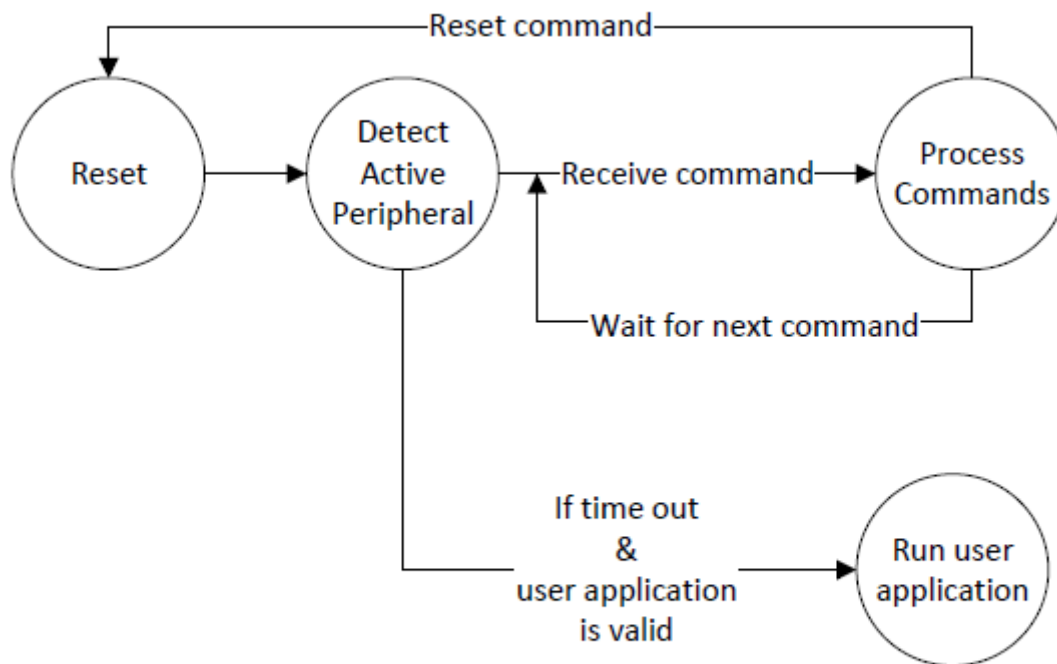 Reset command
Reset
Detect
Active
Peripheral
Receive command
Process
Commands
Wait for next command
If time out
&
user application
is valid
Run user
application